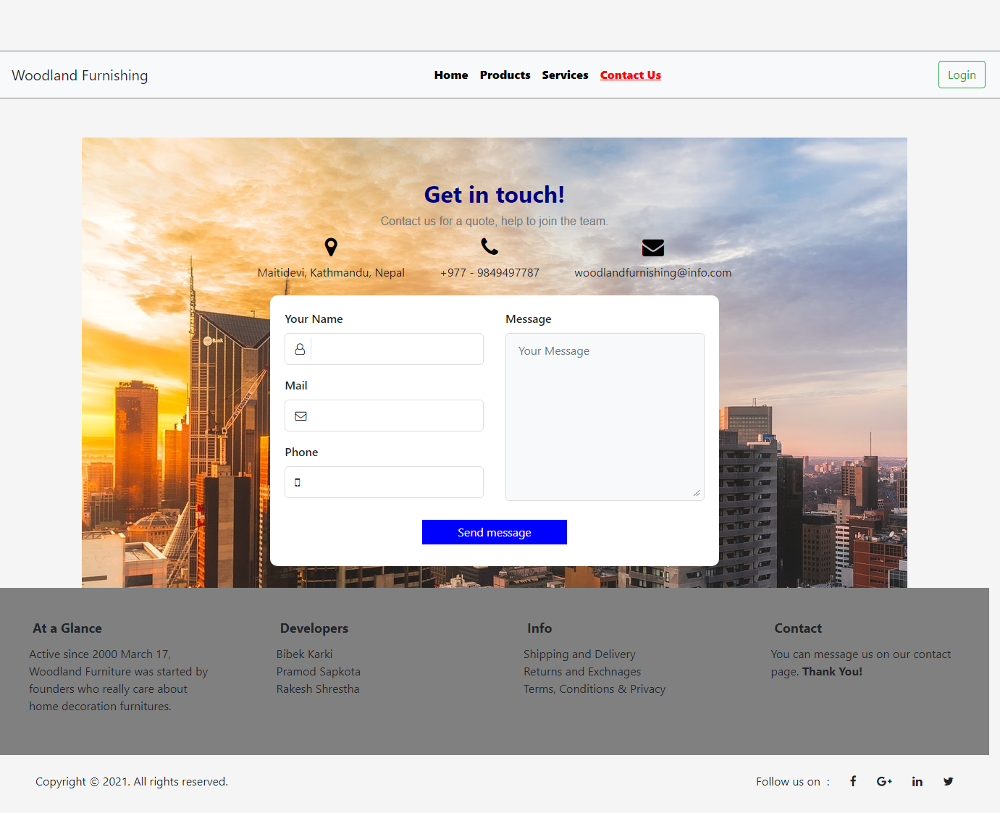 Woodland Furnishing
Home Products Services Contact Us
Login
Get in touch!
Contact us for a quote, help to join the team.
Maitidevi, Kathmandu, Nepal
+977 - 9849497787
woodlandfurnishing@info.com
Your Name
Mail
Phone
Message
Your Message
Send message
Bank
At a Glance
Active since 2000 March 17,
Woodland Furniture was started by
founders who really care about
home decoration furnitures.
Developers
Bibek Karki
Pramod Sapkota
Rakesh Shrestha
Info
Shipping and Delivery
Returns and Exchnages
Terms, Conditions & Privacy
Contact
You can message us on our contact
page. Thank You!
Copyright © 2021. All rights reserved.
Follow us on :